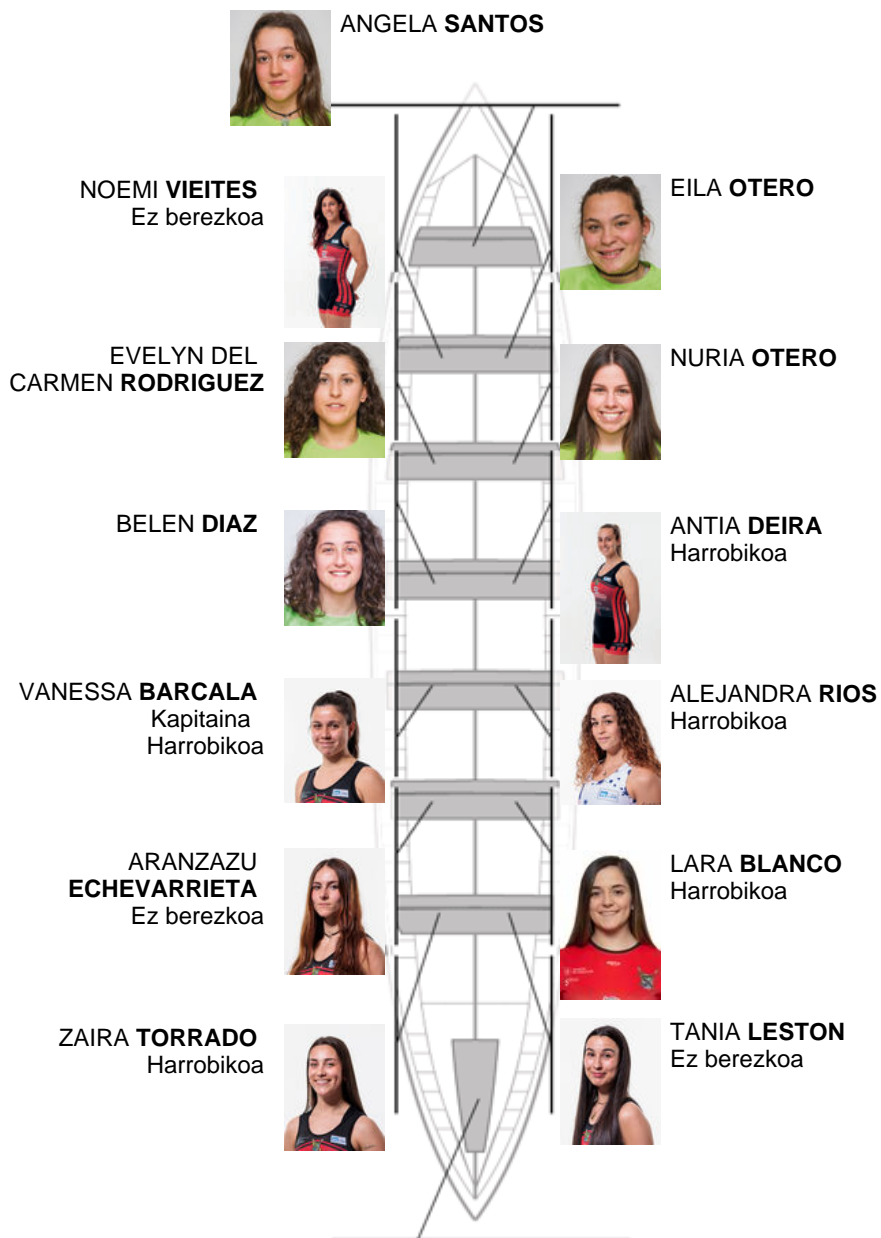 ANGELA SANTOS
NOEMI VIEITES
Ez berezkoa
EILA OTERO
EVELYN DEL
CARMEN RODRIGUEZ
NURIA OTERO
BELEN DIAZ
ANTIA DEIRA
Harrobikoa
VANESSA BARCALA
Kapitaina
Harrobikoa
ALEJANDRA RIOS
Harrobikoa
ARANZAZU
ECHEVARRIETA
Ez berezkoa
LARA BLANCO
Harrobikoa
ZAIRA TORRADO
Harrobikoa
TANIA LESTON
Ez berezkoa